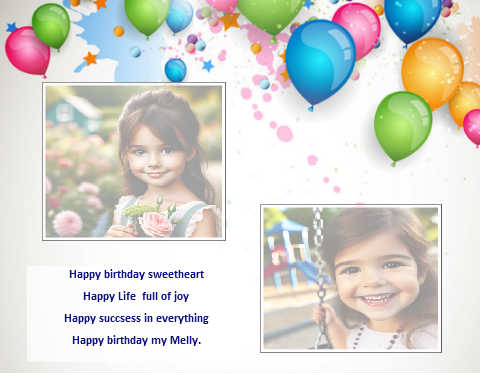 Happy birthday sweetheart
Happy Life full of joy
Happy succsess in everything
Happy birthday my Melly.